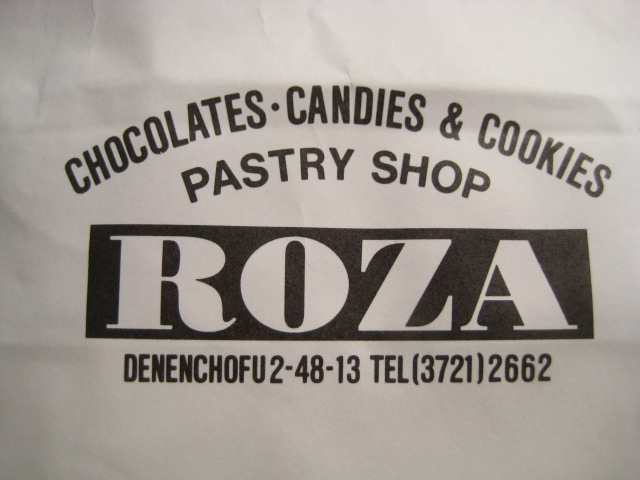 CHOCOLATES·CANDIES & COOKIES
PASTRY SHOP
ROZA
DENENCHOFU 2-48-13 TEL(3721)2662